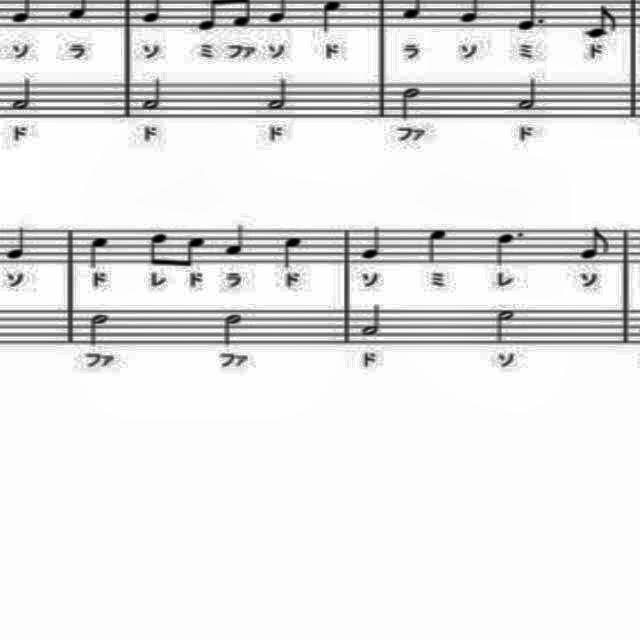 ソ ラ ソ ミ ファ ソ ド ラ ソ ミ ド
ド ド ド ファ ド
ソ ド レ ド ラ ド ソ ミ レ ソ
ファ ファ ド ソ